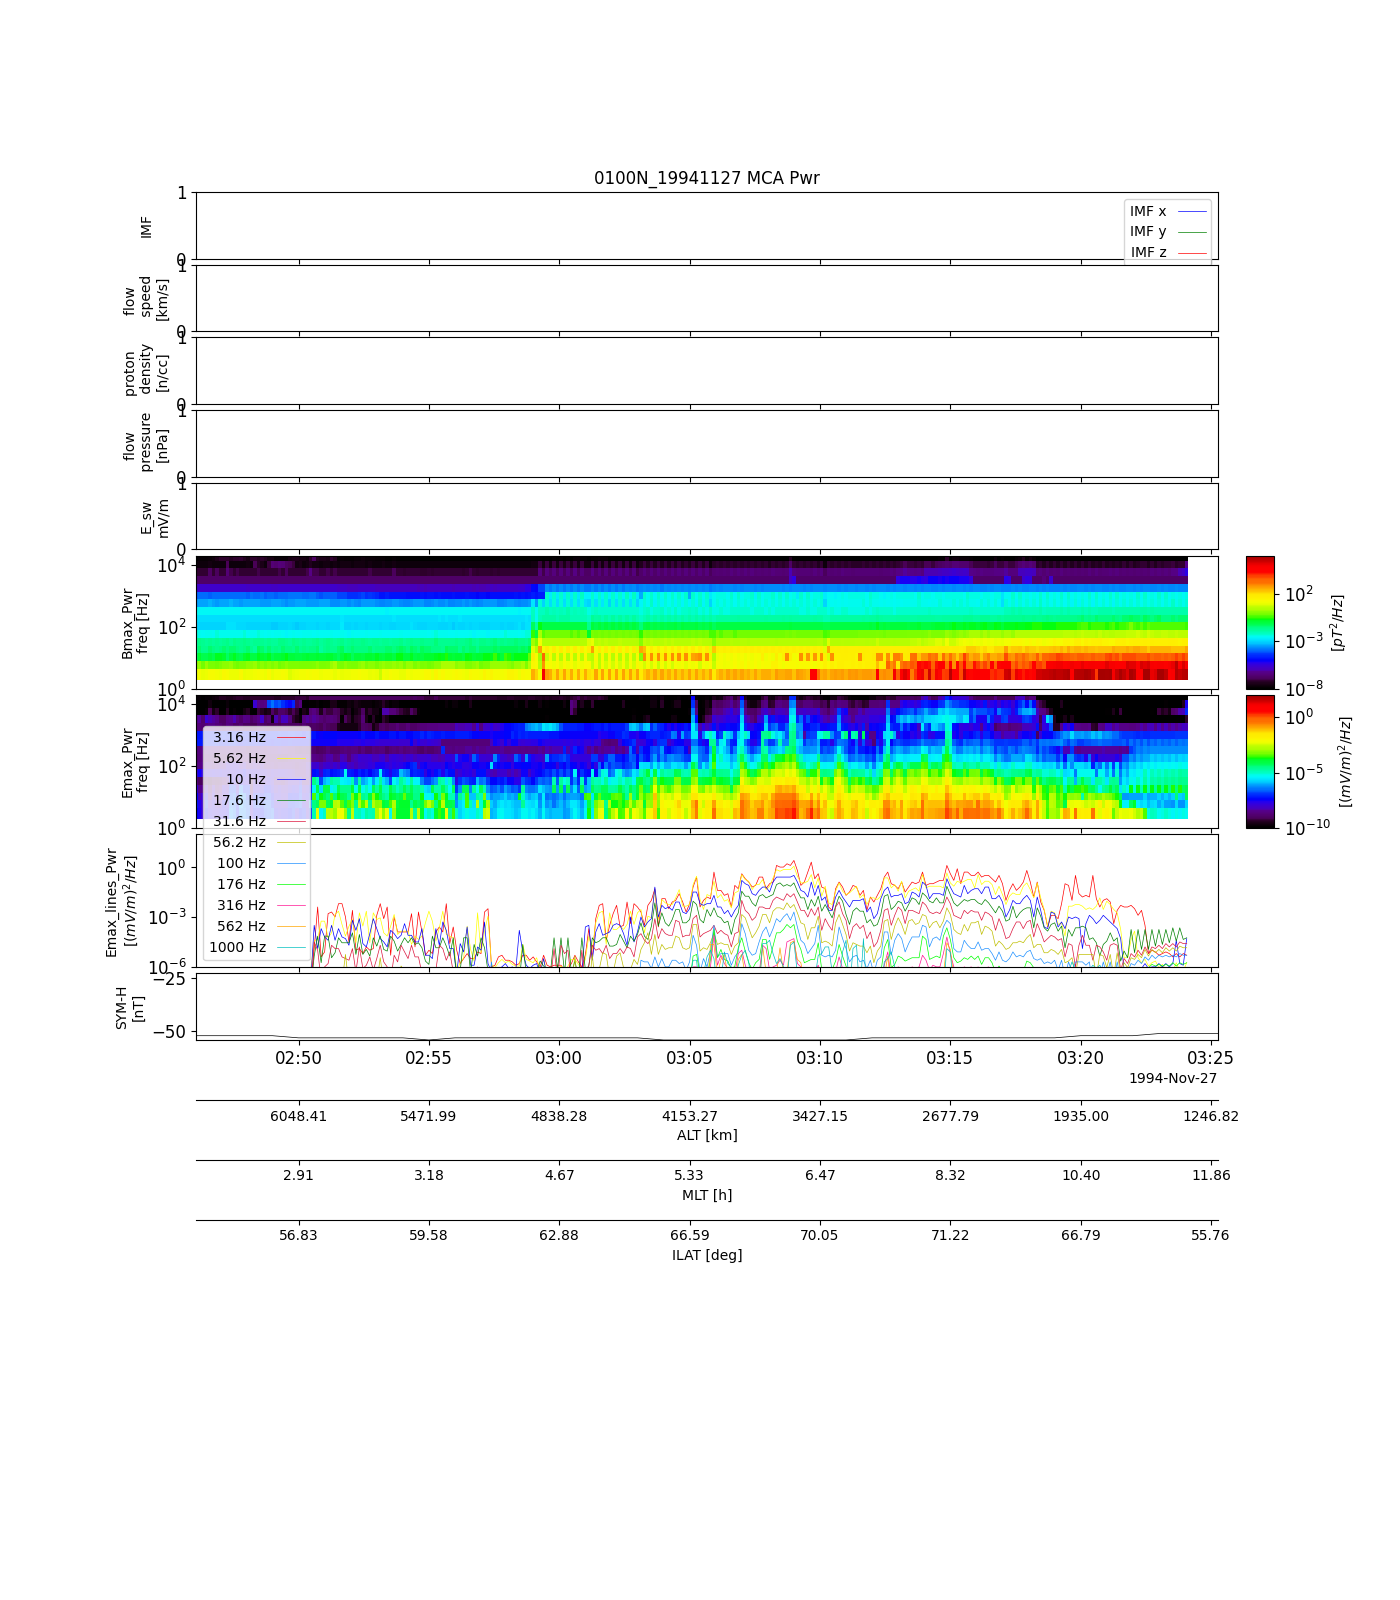 0100N_19941127 MCA Pwr
1
IMF
0
IMF x
IMF y
IMF z
1
flow
speed
[km/s]
0
1
proton
density
[n/cc]
0
1
flow
pressure
[nPa]
0
1
E_sw
mV/m
0
10^4
10^2
10^0
Bmax_Pwr
freq [Hz]
10^2
10^-3
10^-8
[pT^2/Hz]
10^4
10^2
10^0
Emax_Pwr
freq [Hz]
10^0
10^-5
10^-10
[(mV/m)^2/Hz]
3.16 Hz
5.62 Hz
10 Hz
17.6 Hz
31.6 Hz
56.2 Hz
100 Hz
176 Hz
316 Hz
562 Hz
1000 Hz
10^0
10^-3
10^-6
Emax_lines_Pwr
[(mV/m)^2/Hz]
−25
−50
SYM-H
[nT]
02:50 02:55 03:00 03:05 03:10 03:15 03:20 03:25
1994-Nov-27
6048.41 5471.99 4838.28 4153.27 3427.15 2677.79 1935.00 1246.82
ALT [km]
2.91 3.18 4.67 5.33 6.47 8.32 10.40 11.86
MLT [h]
56.83 59.58 62.88 66.59 70.05 71.22 66.79 55.76
ILAT [deg]